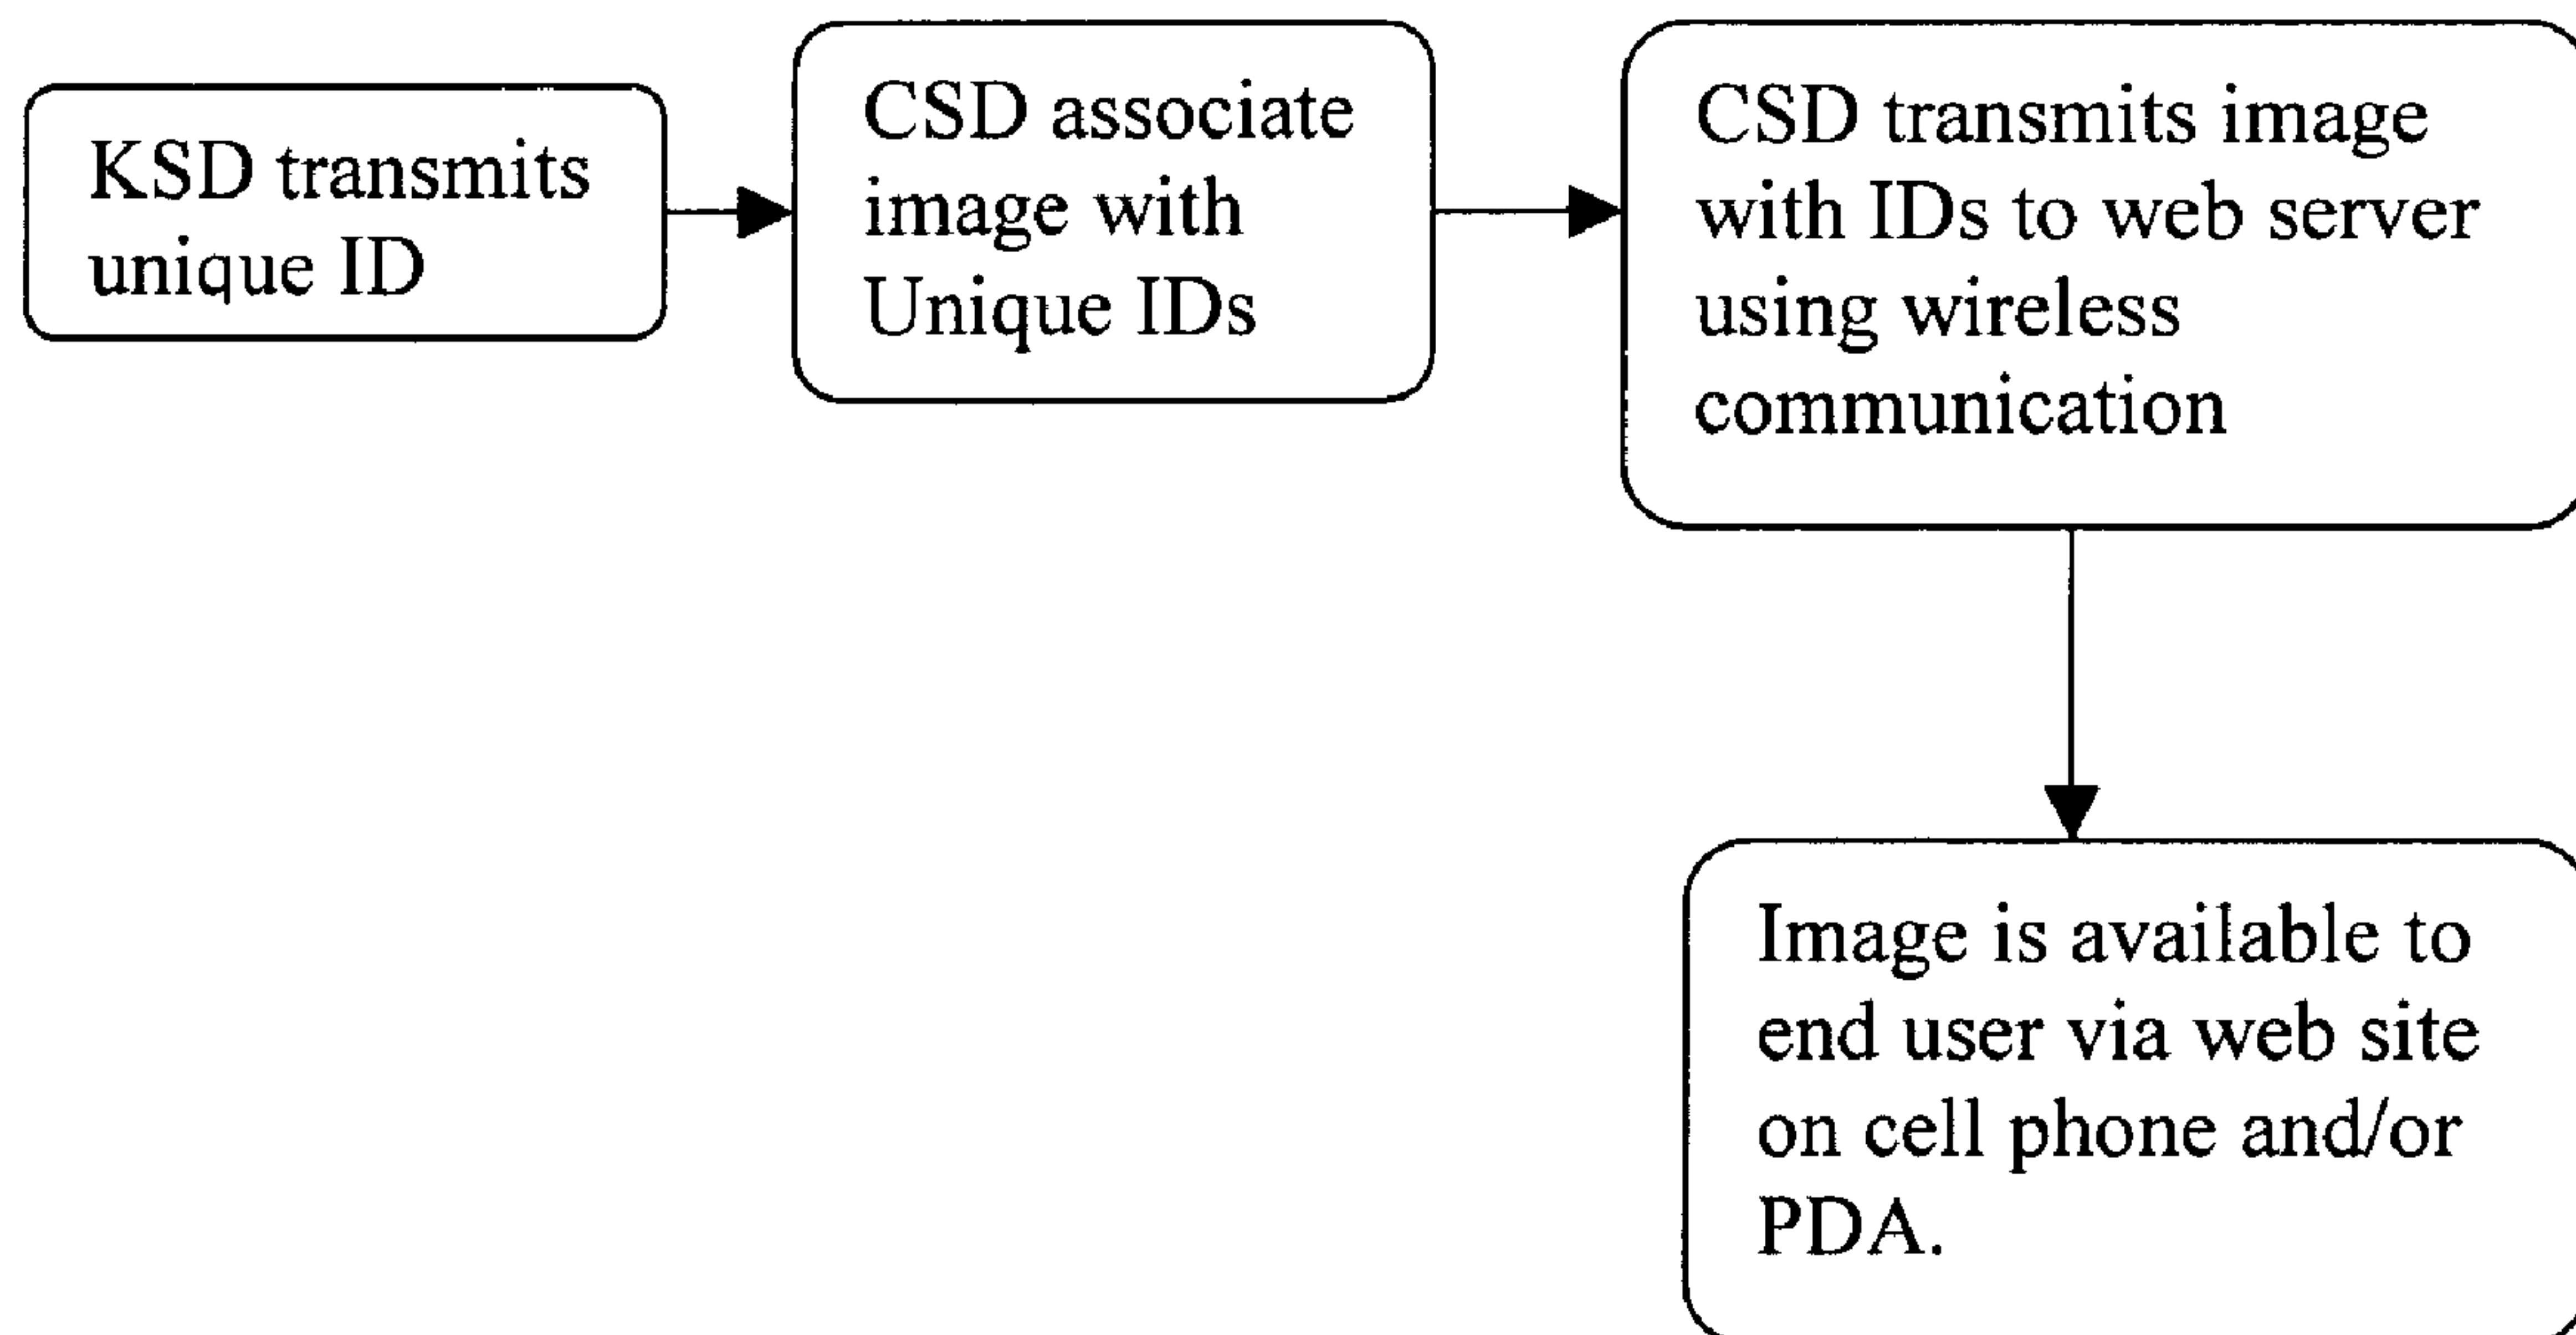 KSD transmits
unique ID
CSD associate
image with
Unique IDs
CSD transmits image
with IDs to web server
using wireless
communication
Image is available to
end user via web site
on cell phone and/or
PDA.